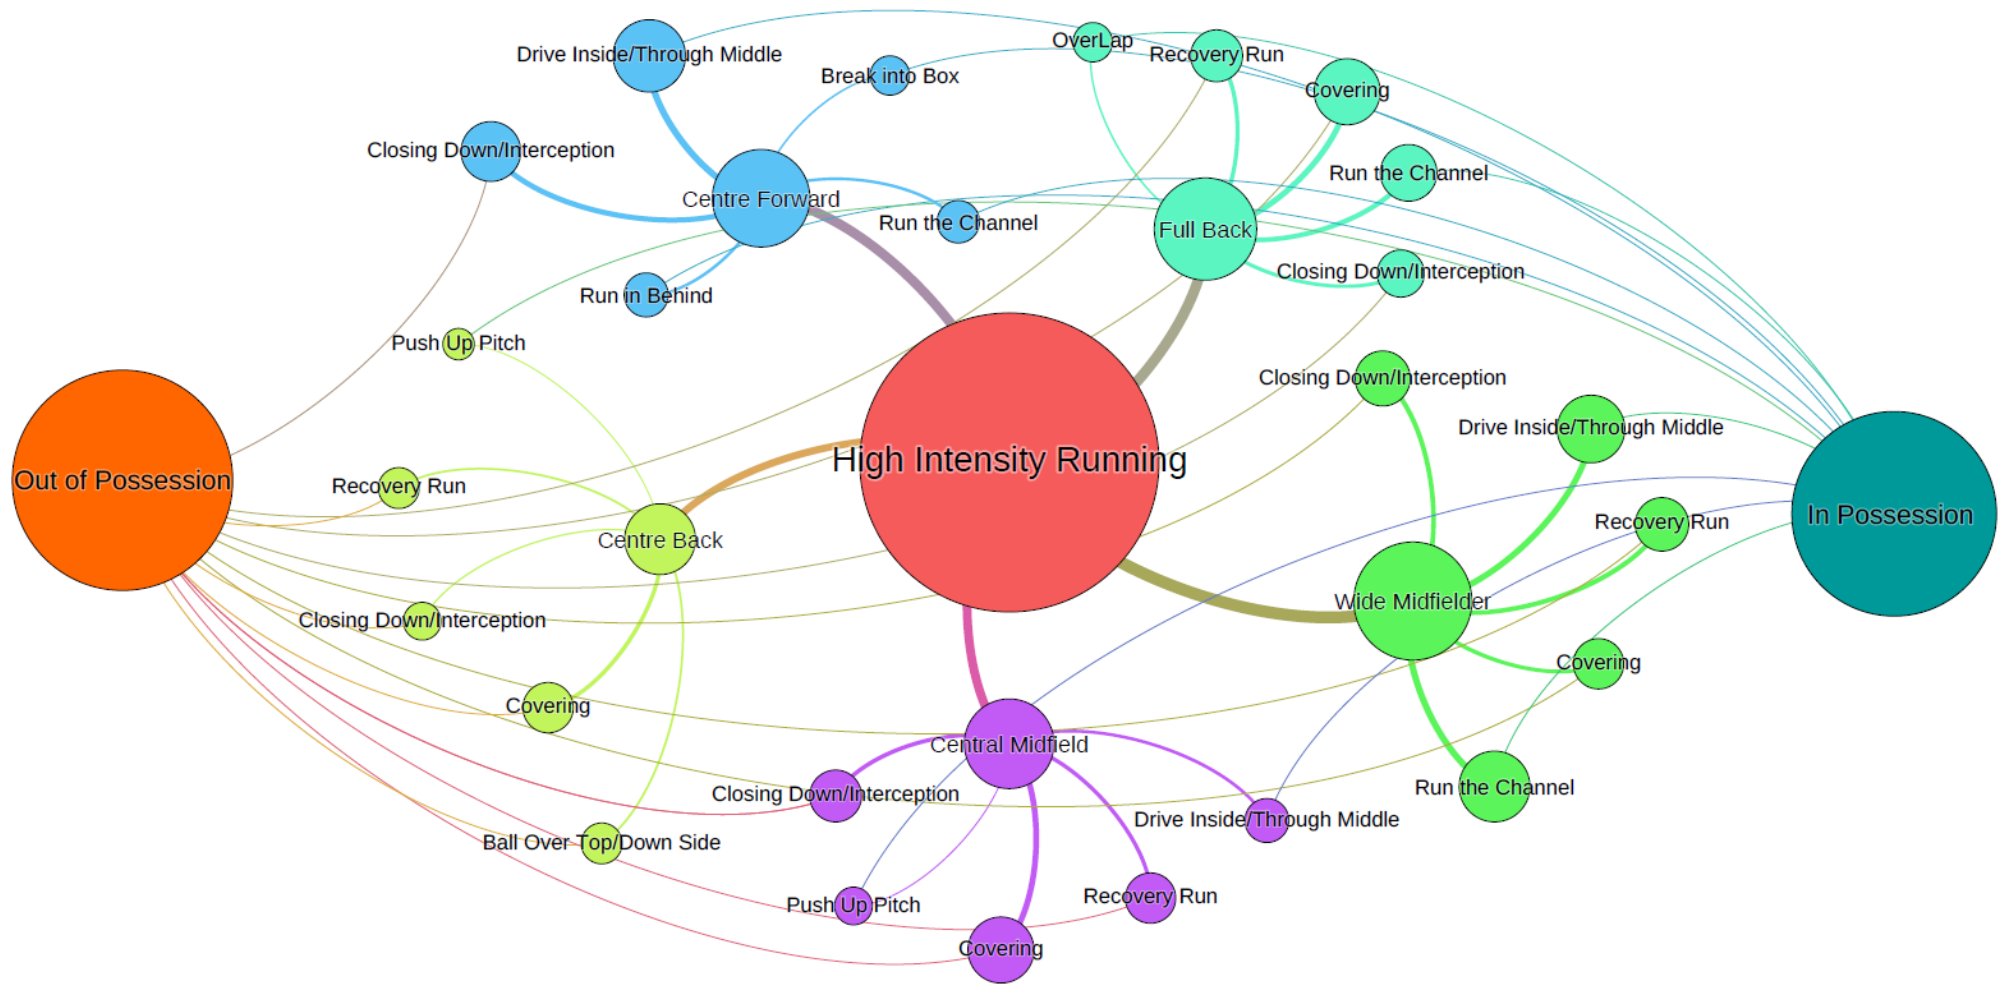 OverLap
Drive Inside/Through Middle
Recovery Run
Break into Box
Covering
Closing Down/Interception
Run the Channel
Centre Forward
Run the Channel
Full Back
Closing Down/Interception
Run in Behind
Push Up Pitch
Closing Down/Interception
Drive Inside/Through Middle
High Intensity Running
Out of Possession
Recovery Run
In Possession
Recovery Run
Centre Back
Wide Midfielder
Closing Down/Interception
Covering
Covering
Central Midfield
Run the Channel
Closing Down/Interception
Drive Inside/Through Middle
Ball Over Top/Down Side
Recovery Run
Push Up Pitch
Covering